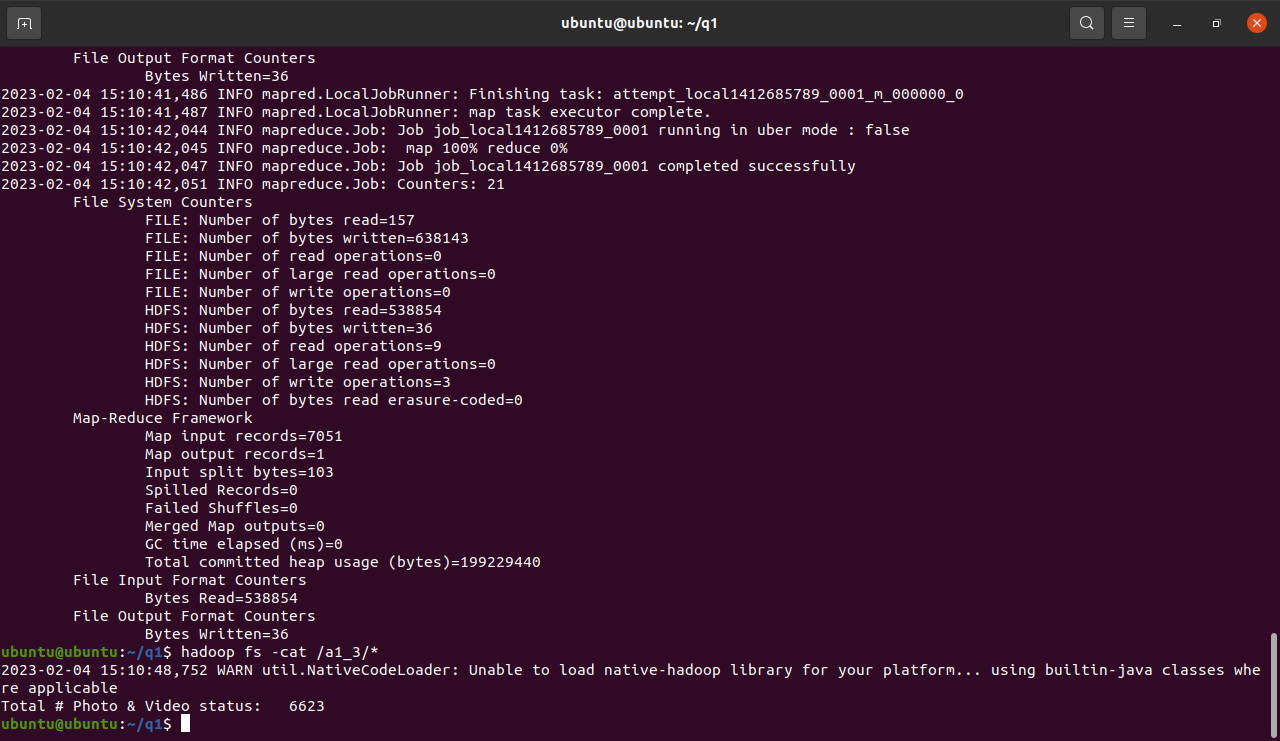 ubuntu@ubuntu: ~/q1
File Output Format Counters
Bytes Written=36
2023-02-04 15:10:41,486 INFO mapred.LocalJobRunner: Finishing task: attempt_local1412685789_0001_m_000000_0
2023-02-04 15:10:41,487 INFO mapred.LocalJobRunner: map task executor complete.
2023-02-04 15:10:42,044 INFO mapreduce.Job: Job job_local1412685789_0001 running in uber mode : false
2023-02-04 15:10:42,045 INFO mapreduce.Job:  map 100% reduce 0%
2023-02-04 15:10:42,047 INFO mapreduce.Job: Job job_local1412685789_0001 completed successfully
2023-02-04 15:10:42,051 INFO mapreduce.Job: Counters: 21
File System Counters
FILE: Number of bytes read=157
FILE: Number of bytes written=638143
FILE: Number of read operations=0
FILE: Number of large read operations=0
FILE: Number of write operations=0
HDFS: Number of bytes read=538854
HDFS: Number of bytes written=36
HDFS: Number of read operations=9
HDFS: Number of large read operations=0
HDFS: Number of write operations=3
HDFS: Number of bytes read erasure-coded=0
Map-Reduce Framework
Map input records=7051
Map output records=1
Input split bytes=103
Spilled Records=0
Failed Shuffles=0
Merged Map outputs=0
GC time elapsed (ms)=0
Total committed heap usage (bytes)=199229440
File Input Format Counters
Bytes Read=538854
File Output Format Counters
Bytes Written=36
ubuntu@ubuntu:~/q1$ hadoop fs -cat /a1_3/*
2023-02-04 15:10:48,752 WARN util.NativeCodeLoader: Unable to load native-hadoop library for your platform... using builtin-java classes whe
re applicable
Total # Photo & Video status:   6623
ubuntu@ubuntu:~/q1$